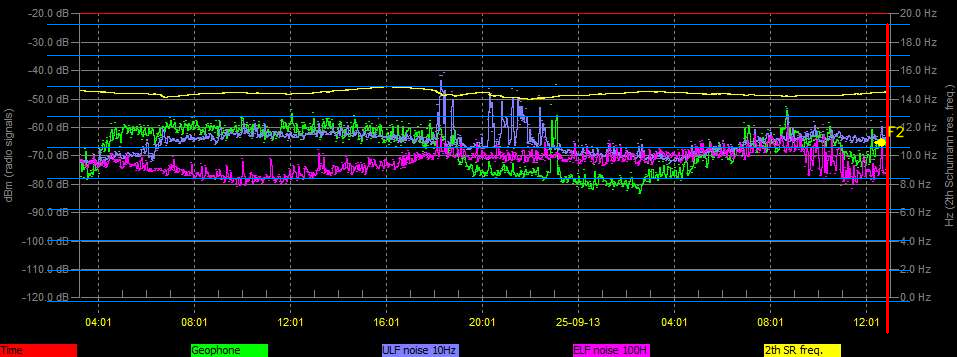 -20.0 dB 20.0 Hz
-30.0 dB 18.0 Hz
-40.0 dB 16.0 Hz
-50.0 dB 14.0 Hz
-60.0 dB 12.0 Hz
F2
-70.0 dB 10.0 Hz
-80.0 dB 8.0 Hz
-90.0 dB 6.0 Hz
-100.0 dB 4.0 Hz
-110.0 dB 2.0 Hz
-120.0 dB 0.0 Hz
dBm (radio signals)
Hz (2th Schumann res. freq.)
04:01 08:01 12:01 16:01 20:01 25-09-13 04:01 08:01 12:01
Time Geophone ULF noise 10Hz ELF noise 100H 2th SR freq.